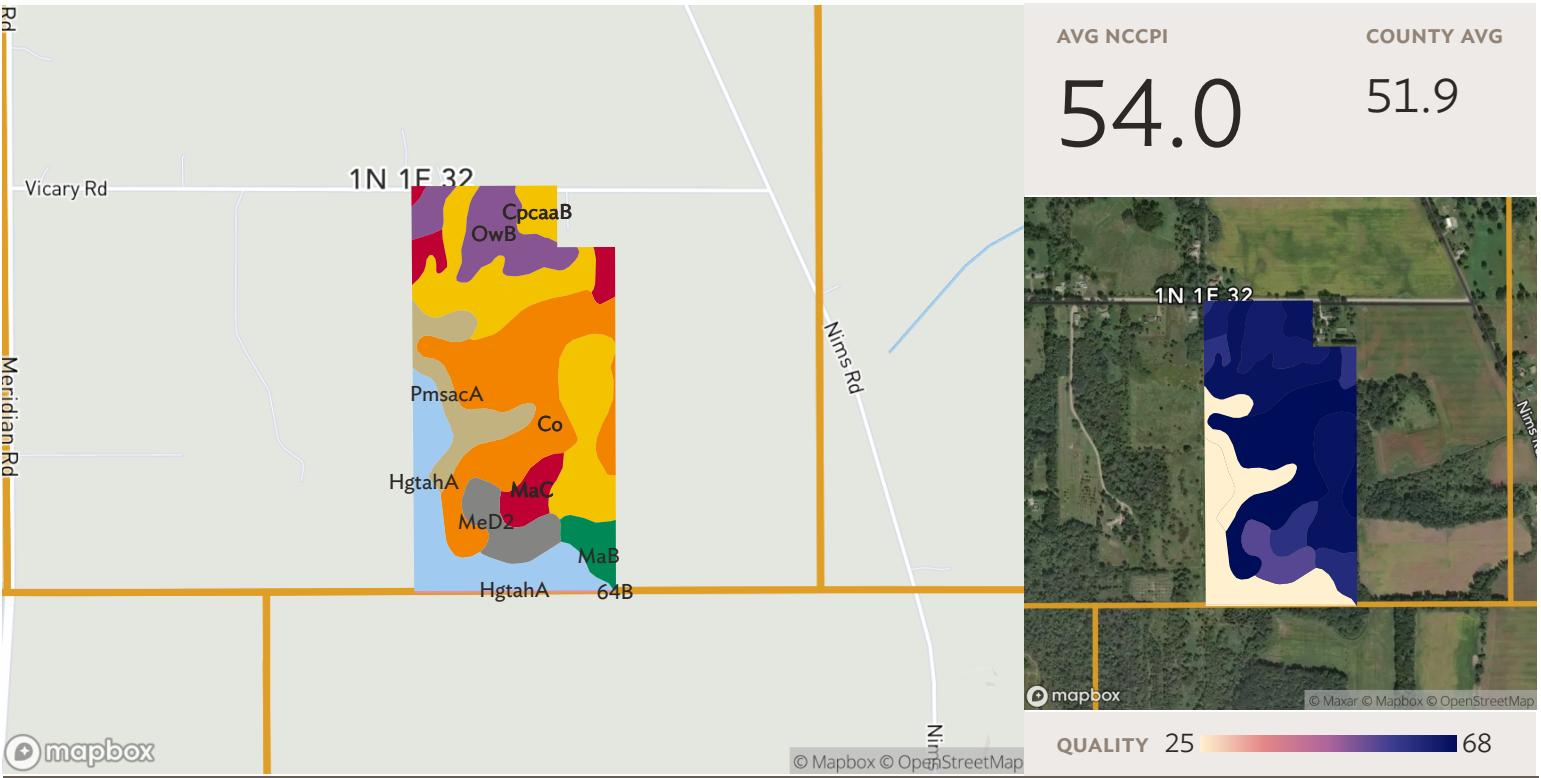 Rd
1N 1E 32
Vicary Rd
CpcaaB
OwB
Nims Rd
Meridian Rd
PmsacA
Co
HgtahA
MaC
MeD2
MaB
HgtahA
64B
Nims
mapbox
© Mapbox © OpenStreetMap
AVG NCCPI
COUNTY AVG
54.0
51.9
1N 1E 32
Nims R
mapbox
© Maxar © Mapbox © OpenStreetMap
QUALITY 25 68